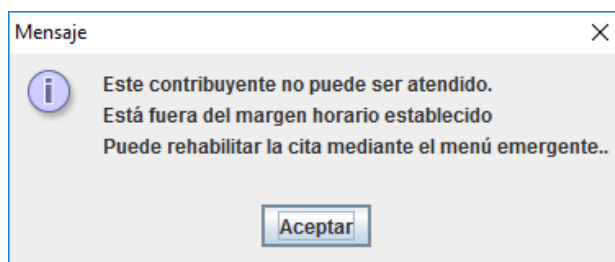 Mensaje
Este contribuyente no puede ser atendido.
Está fuera del margen horario establecido
Puede rehabilitar la cita mediante el menú emergente..
Aceptar